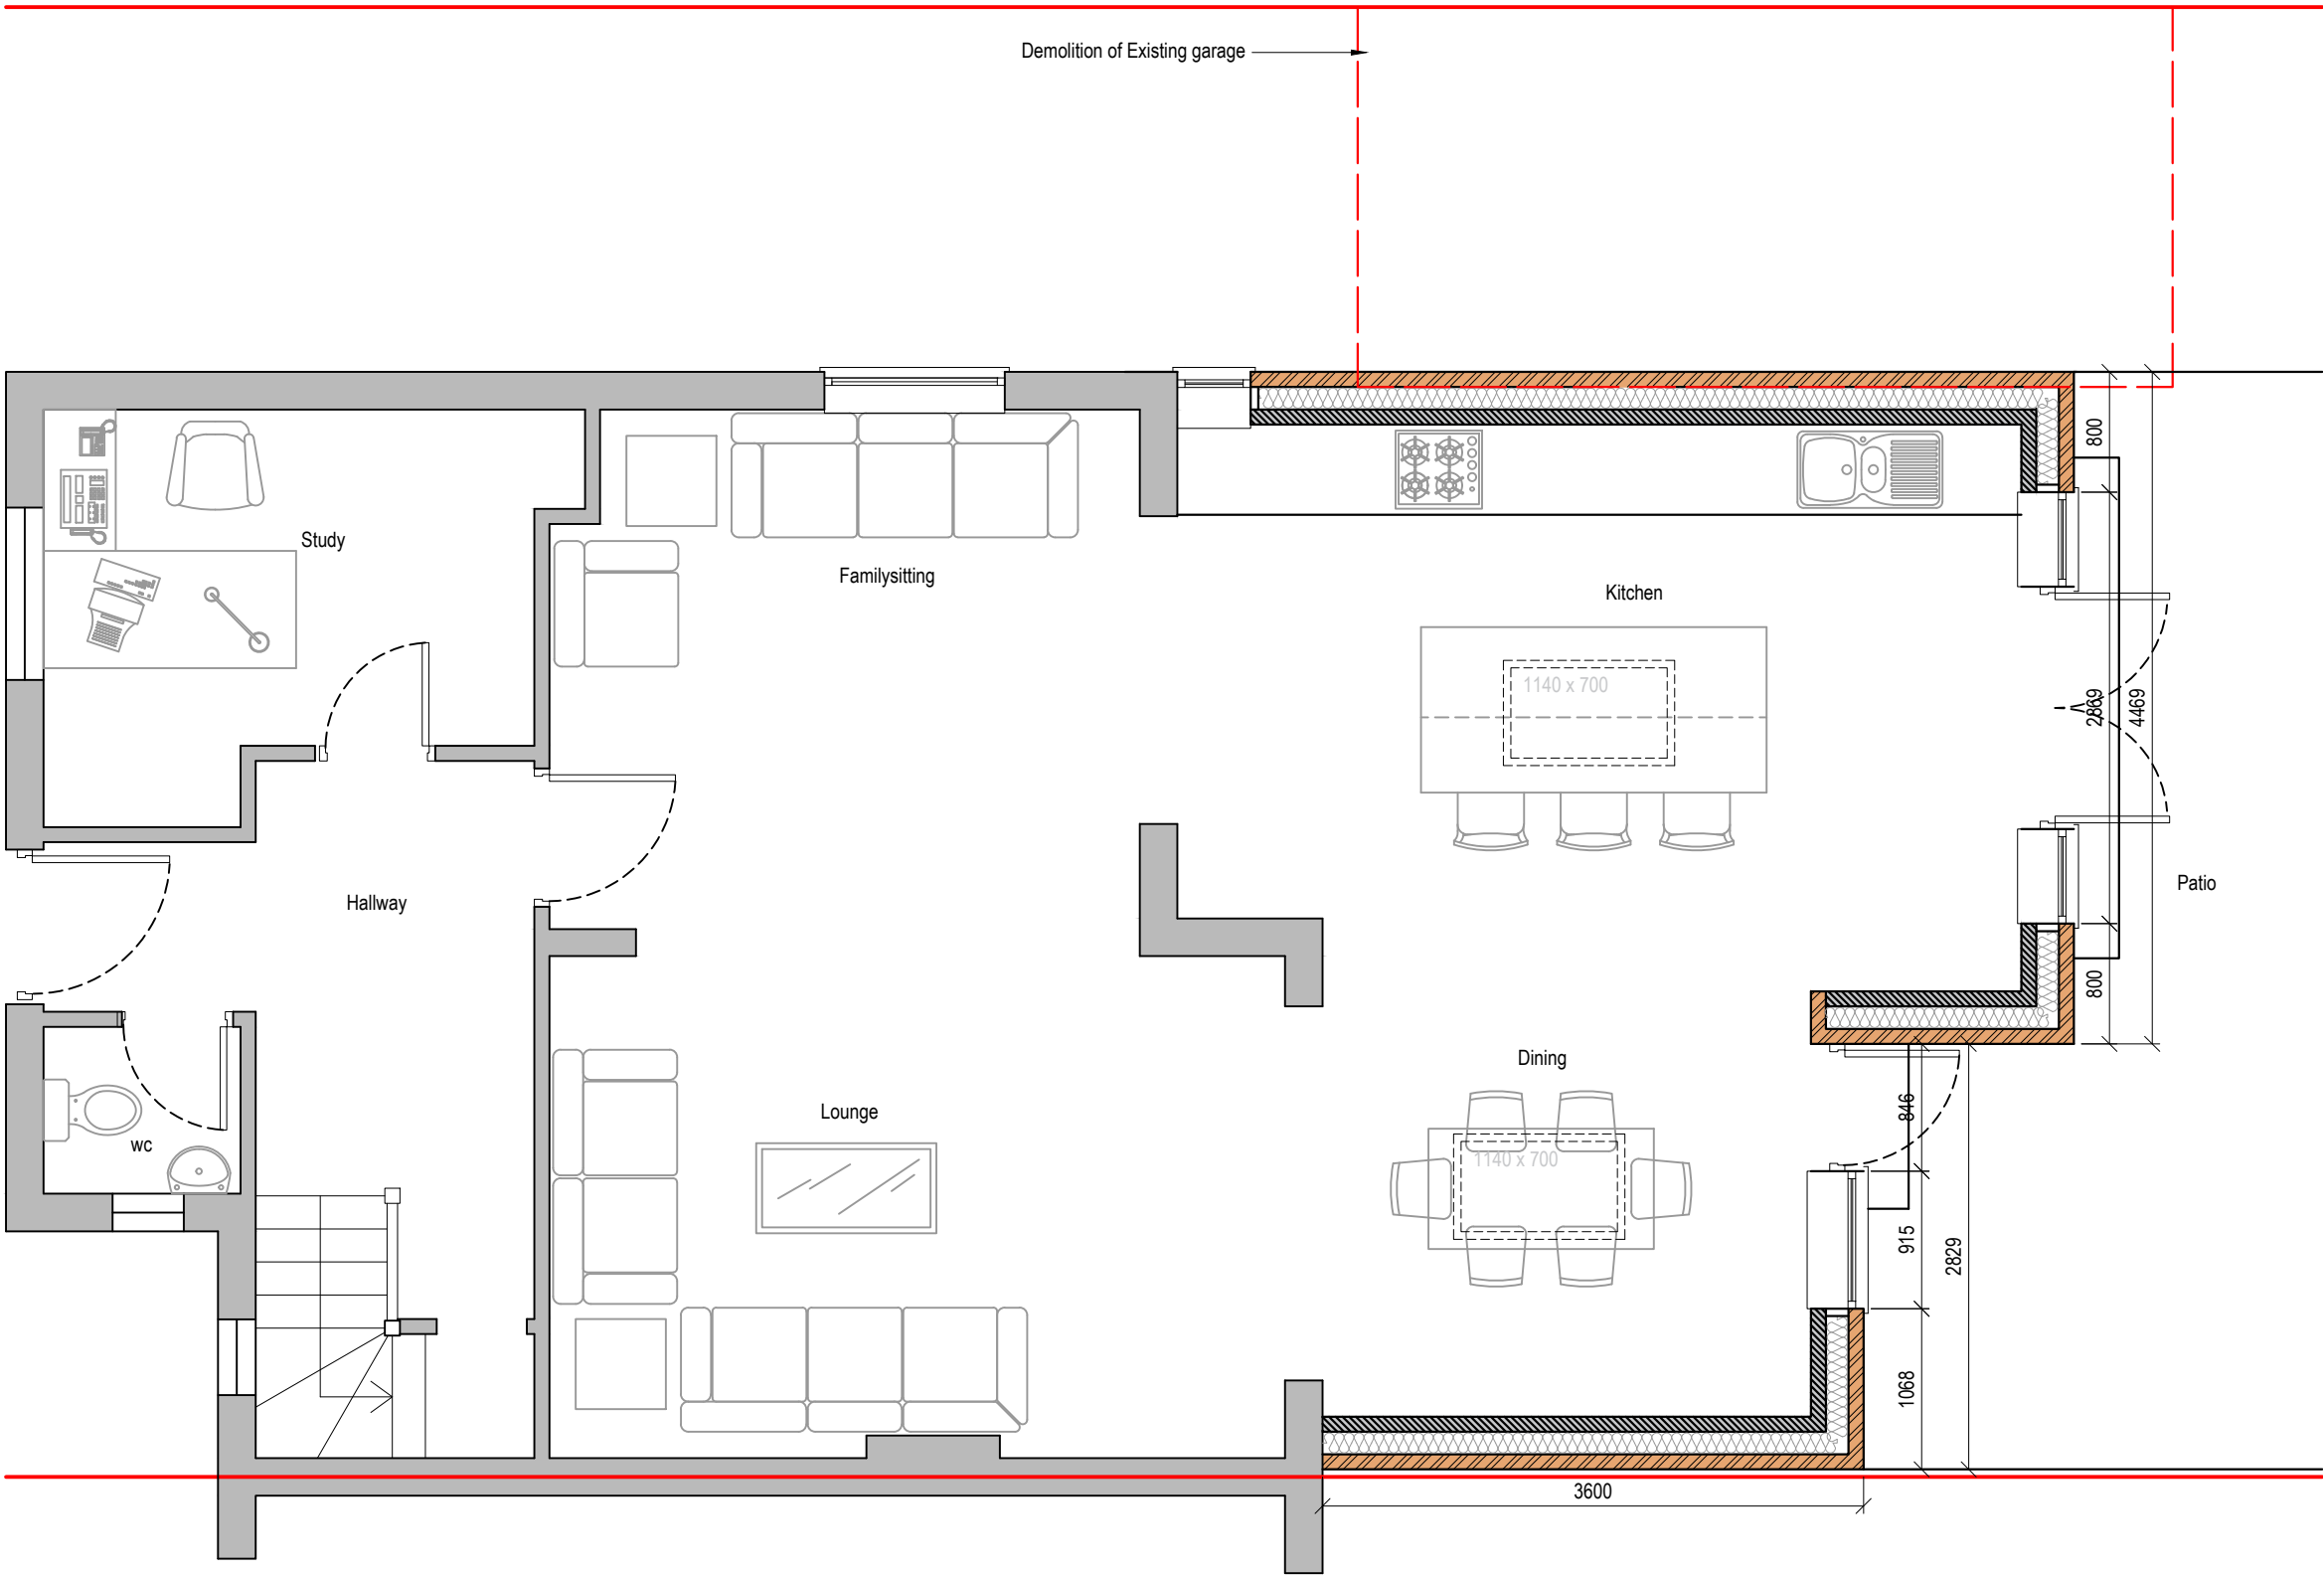 Demolition of Existing garage
800
Study
Familysitting
Kitchen
1140 x 700
2869
4469
Patio
Hallway
800
Dining
846
Lounge
wc
1140 x 700
915
2829
1068
3600